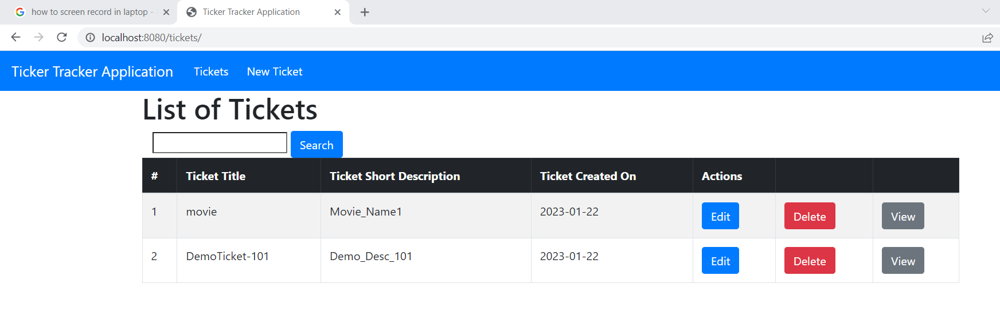 how to screen record in laptop -
Ticker Tracker Application
localhost:8080/tickets/
Ticker Tracker Application Tickets New Ticket
List of Tickets
Search
# Ticket Title Ticket Short Description Ticket Created On Actions
1 movie Movie_Name1 2023-01-22 Edit Delete View
2 DemoTicket-101 Demo_Desc_101 2023-01-22 Edit Delete View